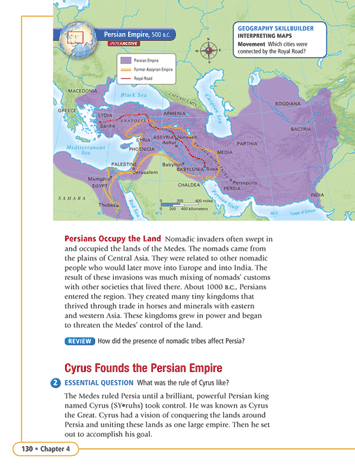 Persian Empire, 500 B.C.
INTERACTIVE
Persian Empire
Former Assyrian Empire
Royal Road
GEOGRAPHY SKILLBUILDER
INTERPRETING MAPS
Movement Which cities were
connected by the Royal Road?
MACEDONIA
Black Sea
GREECE
LYDIA
ANATOLIA
Sardis
ARMENIA
SOGDIANA
BACTRIA
ASSYRIA
Nineveh
Ashur
SYRIA
PHOENICIA
Mediterranean
Sea
MEDIA
PARTHIA
PALESTINE
Jerusalem
Babylon
BABYLONIA
Susa
Memphis
EGYPT
CHALDEA
Persepolis
PERSIA
INDIA
SAHARA
Thebes
Red Sea
0 200 400 miles
0 200 400 kilometers
Tropic of Cancer
Persians Occupy the Land Nomadic invaders often swept in
and occupied the lands of the Medes. The nomads came from
the plains of Central Asia. They were related to other nomadic
people who would later move into Europe and into India. The
result of these invasions was much mixing of nomads' customs
with other societies that lived there. About 1000 B.C., Persians
entered the region. They created many tiny kingdoms that
thrived through trade in horses and minerals with eastern
and western Asia. These kingdoms grew in power and began
to threaten the Medes' control of the land.
REVIEW How did the presence of nomadic tribes affect Persia?
Cyrus Founds the Persian Empire
2 ESSENTIAL QUESTION What was the rule of Cyrus like?
The Medes ruled Persia until a brilliant, powerful Persian king
named Cyrus (SY•ruhs) took control. He was known as Cyrus
the Great. Cyrus had a vision of conquering the lands around
Persia and uniting these lands as one large empire. Then he set
out to accomplish his goal.
130 • Chapter 4